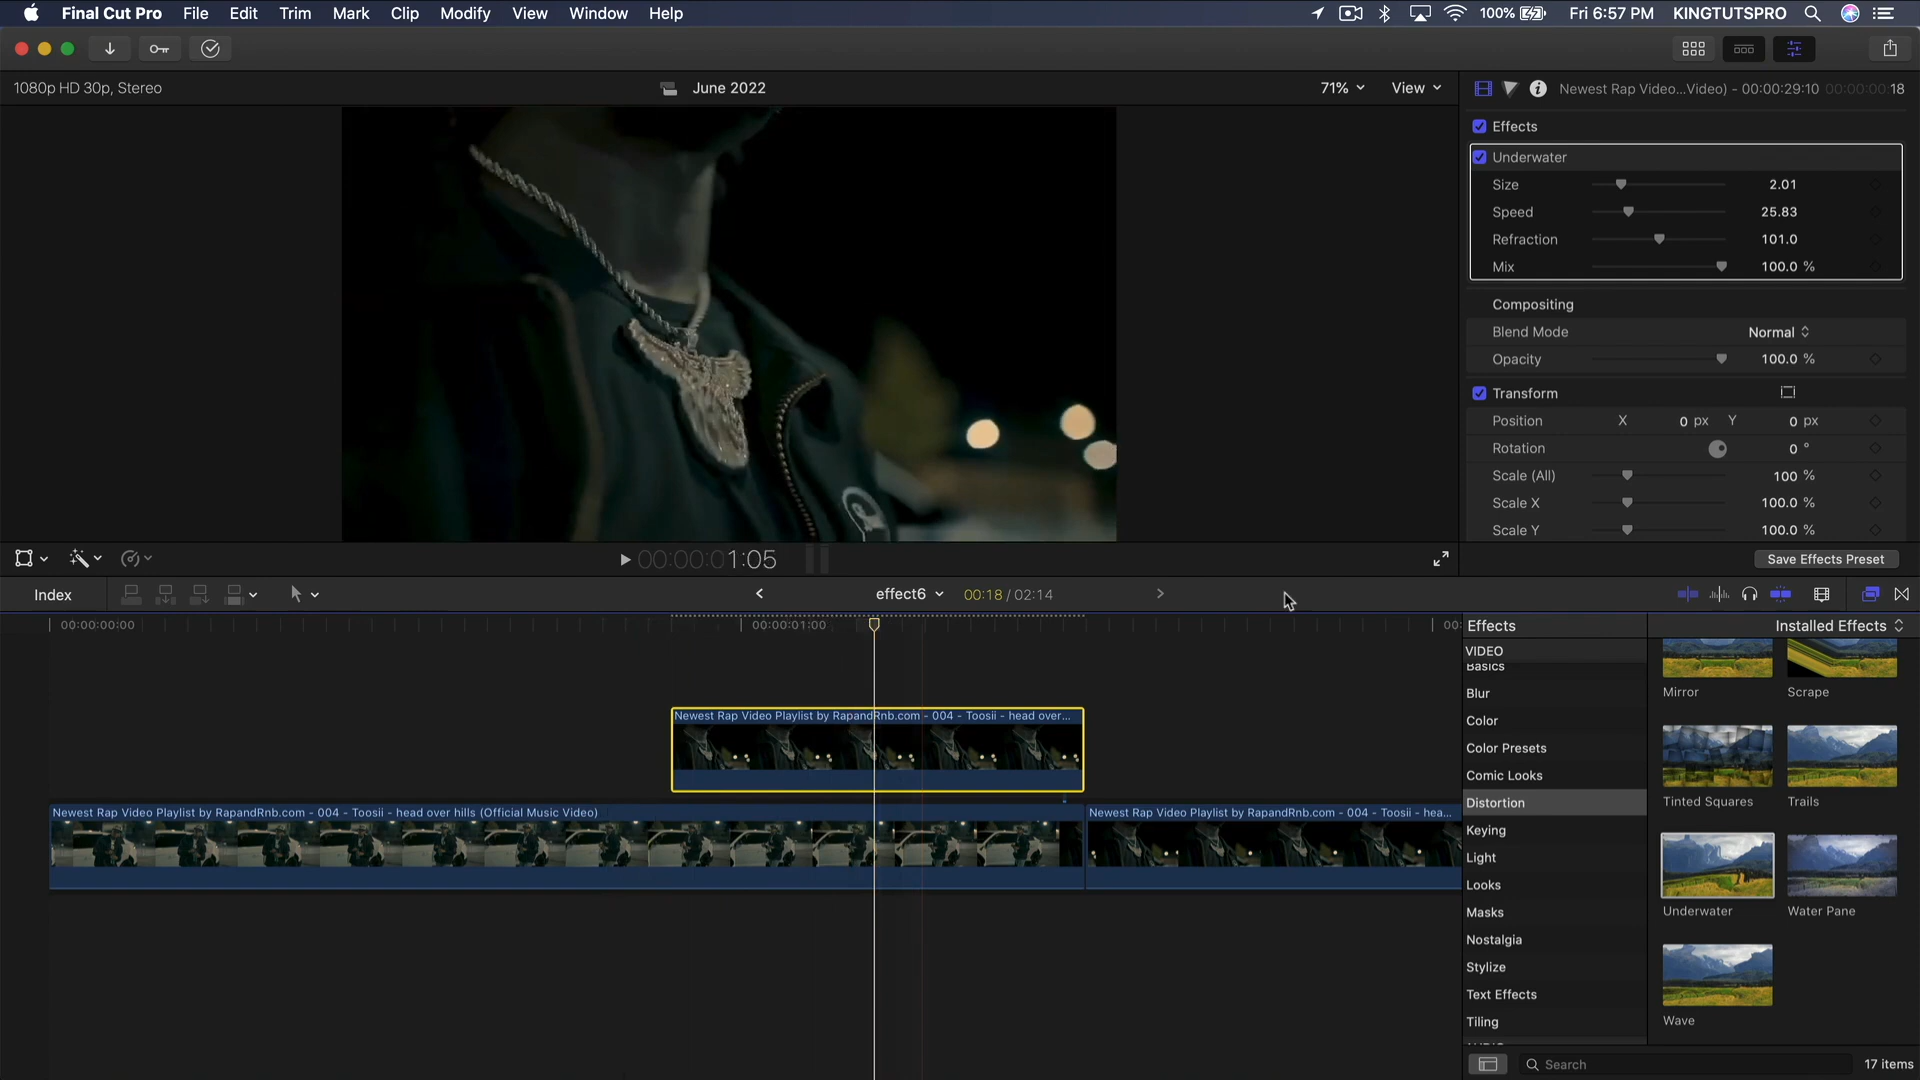 Final Cut Pro File Edit Trim Mark Clip Modify View Window Help 100% Fri 6:57 PM KINGTUTSPRO
1080p HD 30p, Stereo
June 2022
71%
View
Newest Rap Video...Video) - 00:00:29:10 00:00:00:18
Effects
Underwater
Size 2.01
Speed 25.83
Refraction 101.0
Mix 100.0 %
Compositing
Blend Mode Normal
Opacity 100.0 %
Transform
Position X 0 px Y 0 px
Rotation 0 °
Scale (All) 100 %
Scale X 100.0 %
Scale Y 100.0 %
00:00:01:05
Save Effects Preset
Index
effect6
00:18 / 02:14
00:00:00:00
00:00:01:00
00:
Newest Rap Video Playlist by RapandRnb.com - 004 - Toosii - head over...
Newest Rap Video Playlist by RapandRnb.com - 004 - Toosii - head over hills (Official Music Video)
Newest Rap Video Playlist by RapandRnb.com - 004 - Toosii - hea...
Effects
Installed Effects
VIDEO
Basics
Blur
Color
Color Presets
Comic Looks
Distortion
Keying
Light
Looks
Masks
Nostalgia
Stylize
Text Effects
Tiling
Mirror
Scrape
Tinted Squares
Trails
Underwater
Water Pane
Wave
Search
17 items